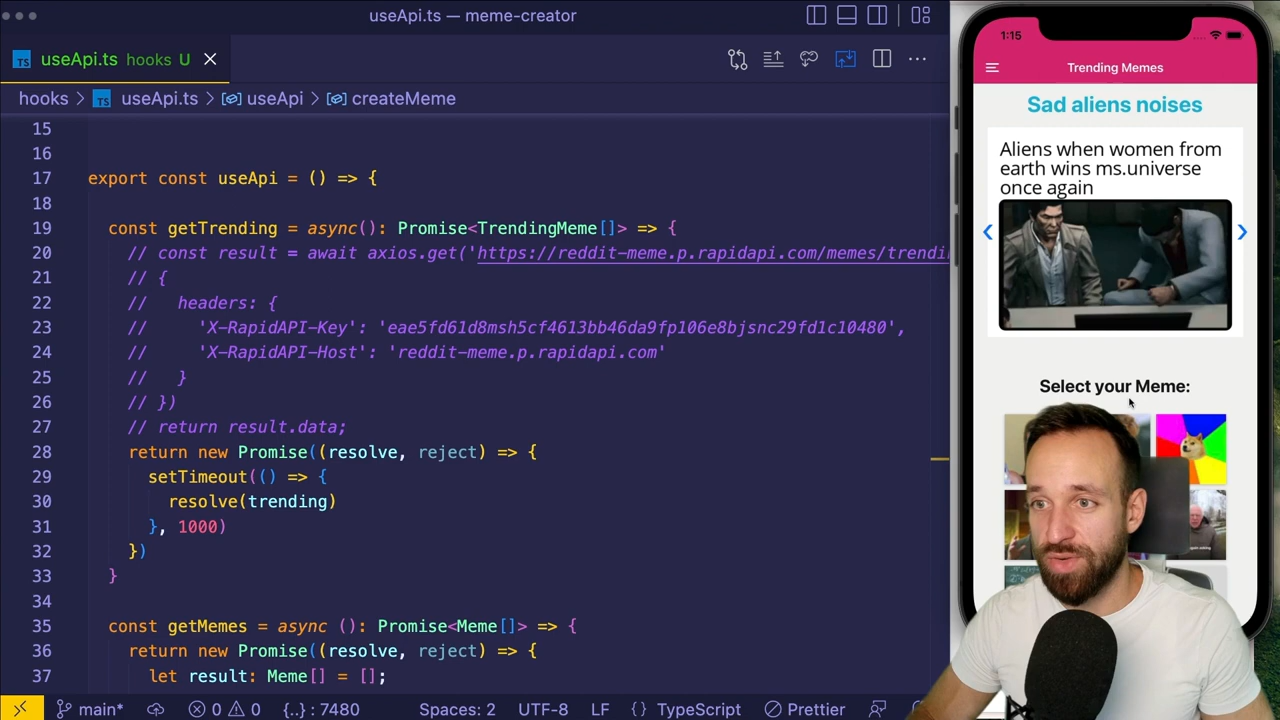 useApi.ts — meme-creator
TS useApi.ts hooks U
hooks > TS useApi.ts > useApi > createMeme
15
16
17 export const useApi = () => {
18
19 const getTrending = async(): Promise<TrendingMeme[]> => {
20 // const result = await axios.get('https://reddit-meme.p.rapidapi.com/memes/trendi
21 // {
22 // headers: {
23 // 'X-RapidAPI-Key': 'eae5fd61d8msh5cf4613bb46da9fp106e8bjsnc29fd1c10480',
24 // 'X-RapidAPI-Host': 'reddit-meme.p.rapidapi.com'
25 // }
26 // })
27 // return result.data;
28 return new Promise((resolve, reject) => {
29 setTimeout(() => {
30 resolve(trending)
31 }, 1000)
32 })
33 }
34
35 const getMemes = async (): Promise<Meme[]> => {
36 return new Promise((resolve, reject) => {
37 let result: Meme[] = [];
main* 0 0 {..} : 7480 Spaces: 2 UTF-8 LF {} TypeScript Prettier
1:15
Trending Memes
Sad aliens noises
Aliens when women from
earth wins ms.universe
once again
Select your Meme: